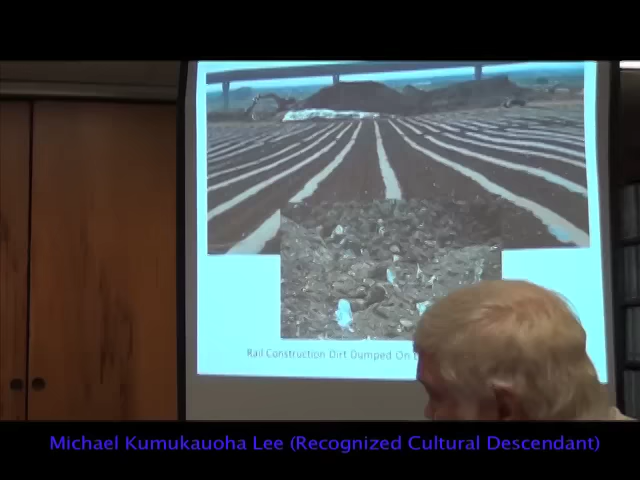 Rail Construction Dirt Dumped On
Michael Kumukauoha Lee (Recognized Cultural Descendant)